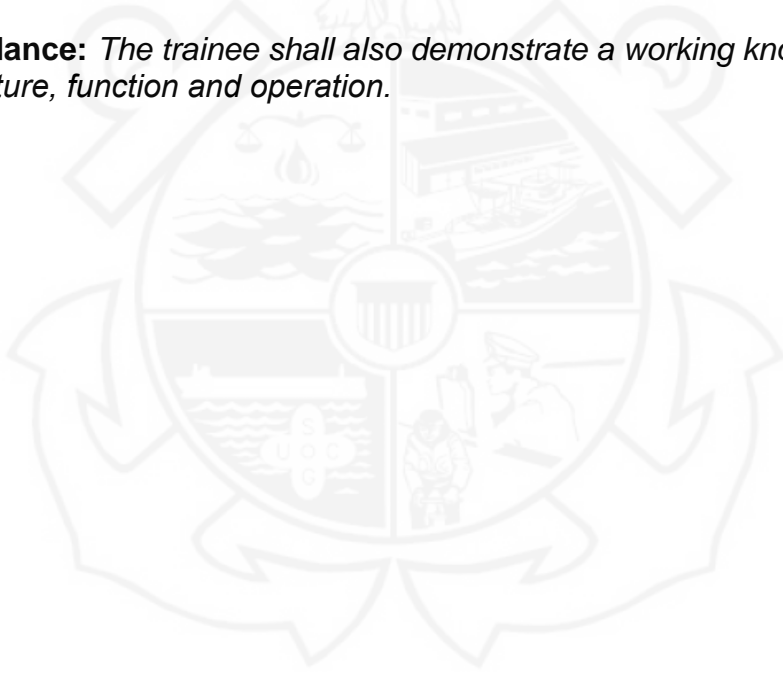 lance: The trainee shall also demonstrate a working kno
ture, function and operation.
S
U O C
G